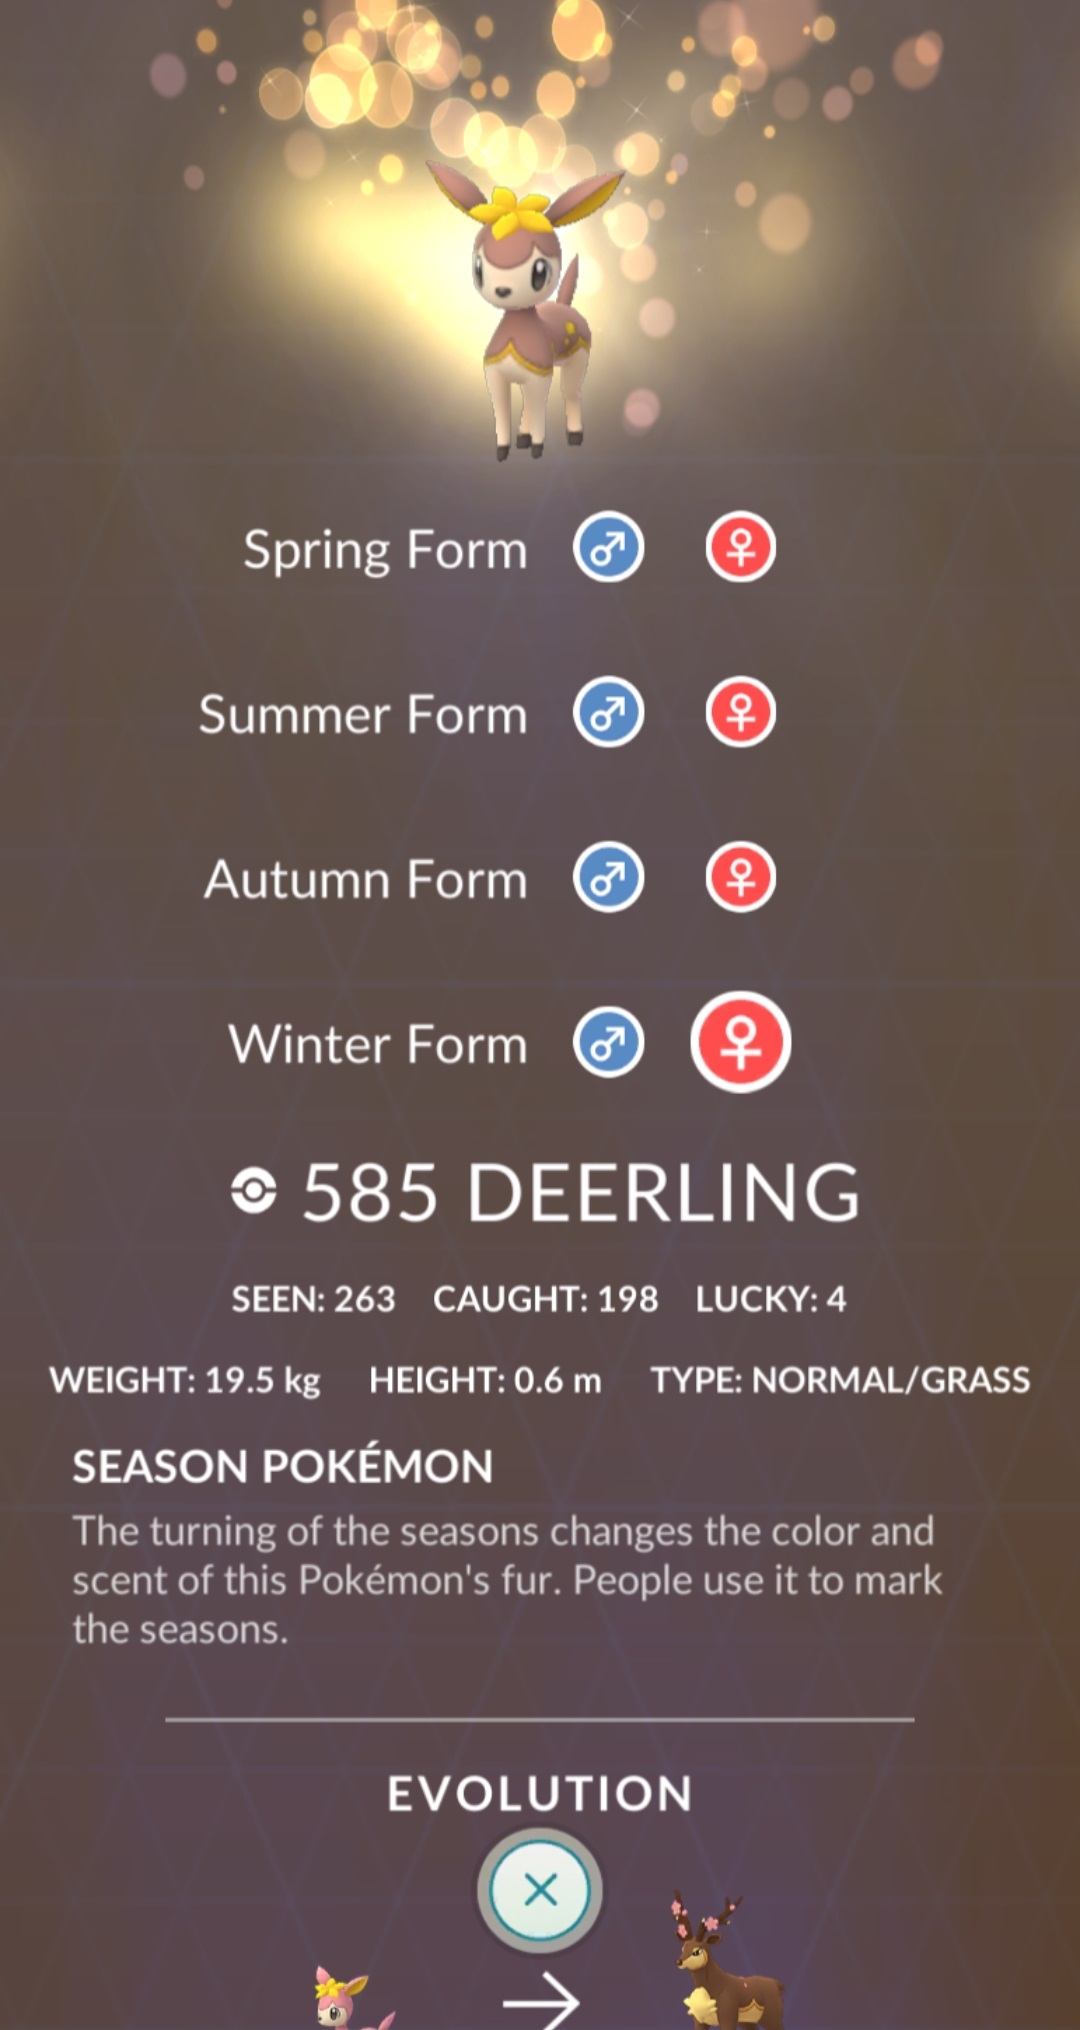 Spring Form
Summer Form
Autumn Form
Winter Form
585 DEERLING
SEEN: 263 CAUGHT: 198 LUCKY: 4
WEIGHT: 19.5 kg HEIGHT: 0.6 m TYPE: NORMAL/GRASS
SEASON POKÉMON
The turning of the seasons changes the color and
scent of this Pokémon's fur. People use it to mark
the seasons.
EVOLUTION